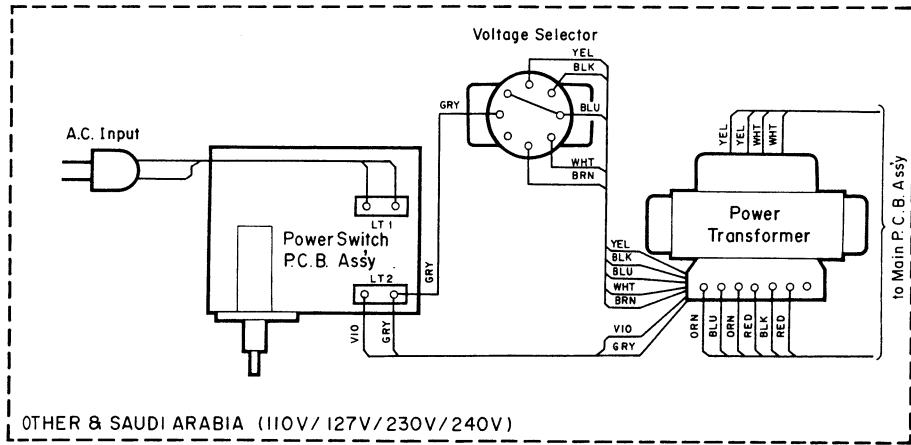 Voltage Selector
YEL
BLK
GRY
BLU
A.C. Input
WHT
BRN
YEL
YEL
WHT
WHT
LT1
Power Switch
P.C.B. Ass'y
LT2
GRY
VIO
GRY
YEL
BLK
BLU
WHT
BRN
VIO
GRY
Power
Transformer
ORN
BLU
ORN
RED
BLK
RED
to Main P.C.B. Ass'y
OTHER & SAUDI ARABIA (110V/127V/230V/240V)